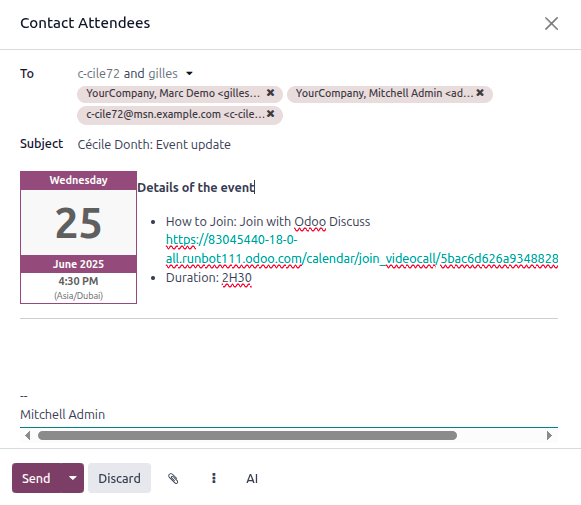 Contact Attendees
To c-cile72 and gilles
YourCompany, Marc Demo <gilles... ✖ YourCompany, Mitchell Admin <ad... ✖
c-cile72@msn.example.com <c-cile... ✖
Subject Cécile Donth: Event update
Wednesday
25
June 2025
4:30 PM
(Asia/Dubai)
Details of the event
• How to Join: Join with Odoo Discuss
https://83045440-18-0-
all.runbot111.odoo.com/calendar/join_videocall/5bac6d626a9348828
• Duration: 2H30
--
Mitchell Admin
Send Discard AI